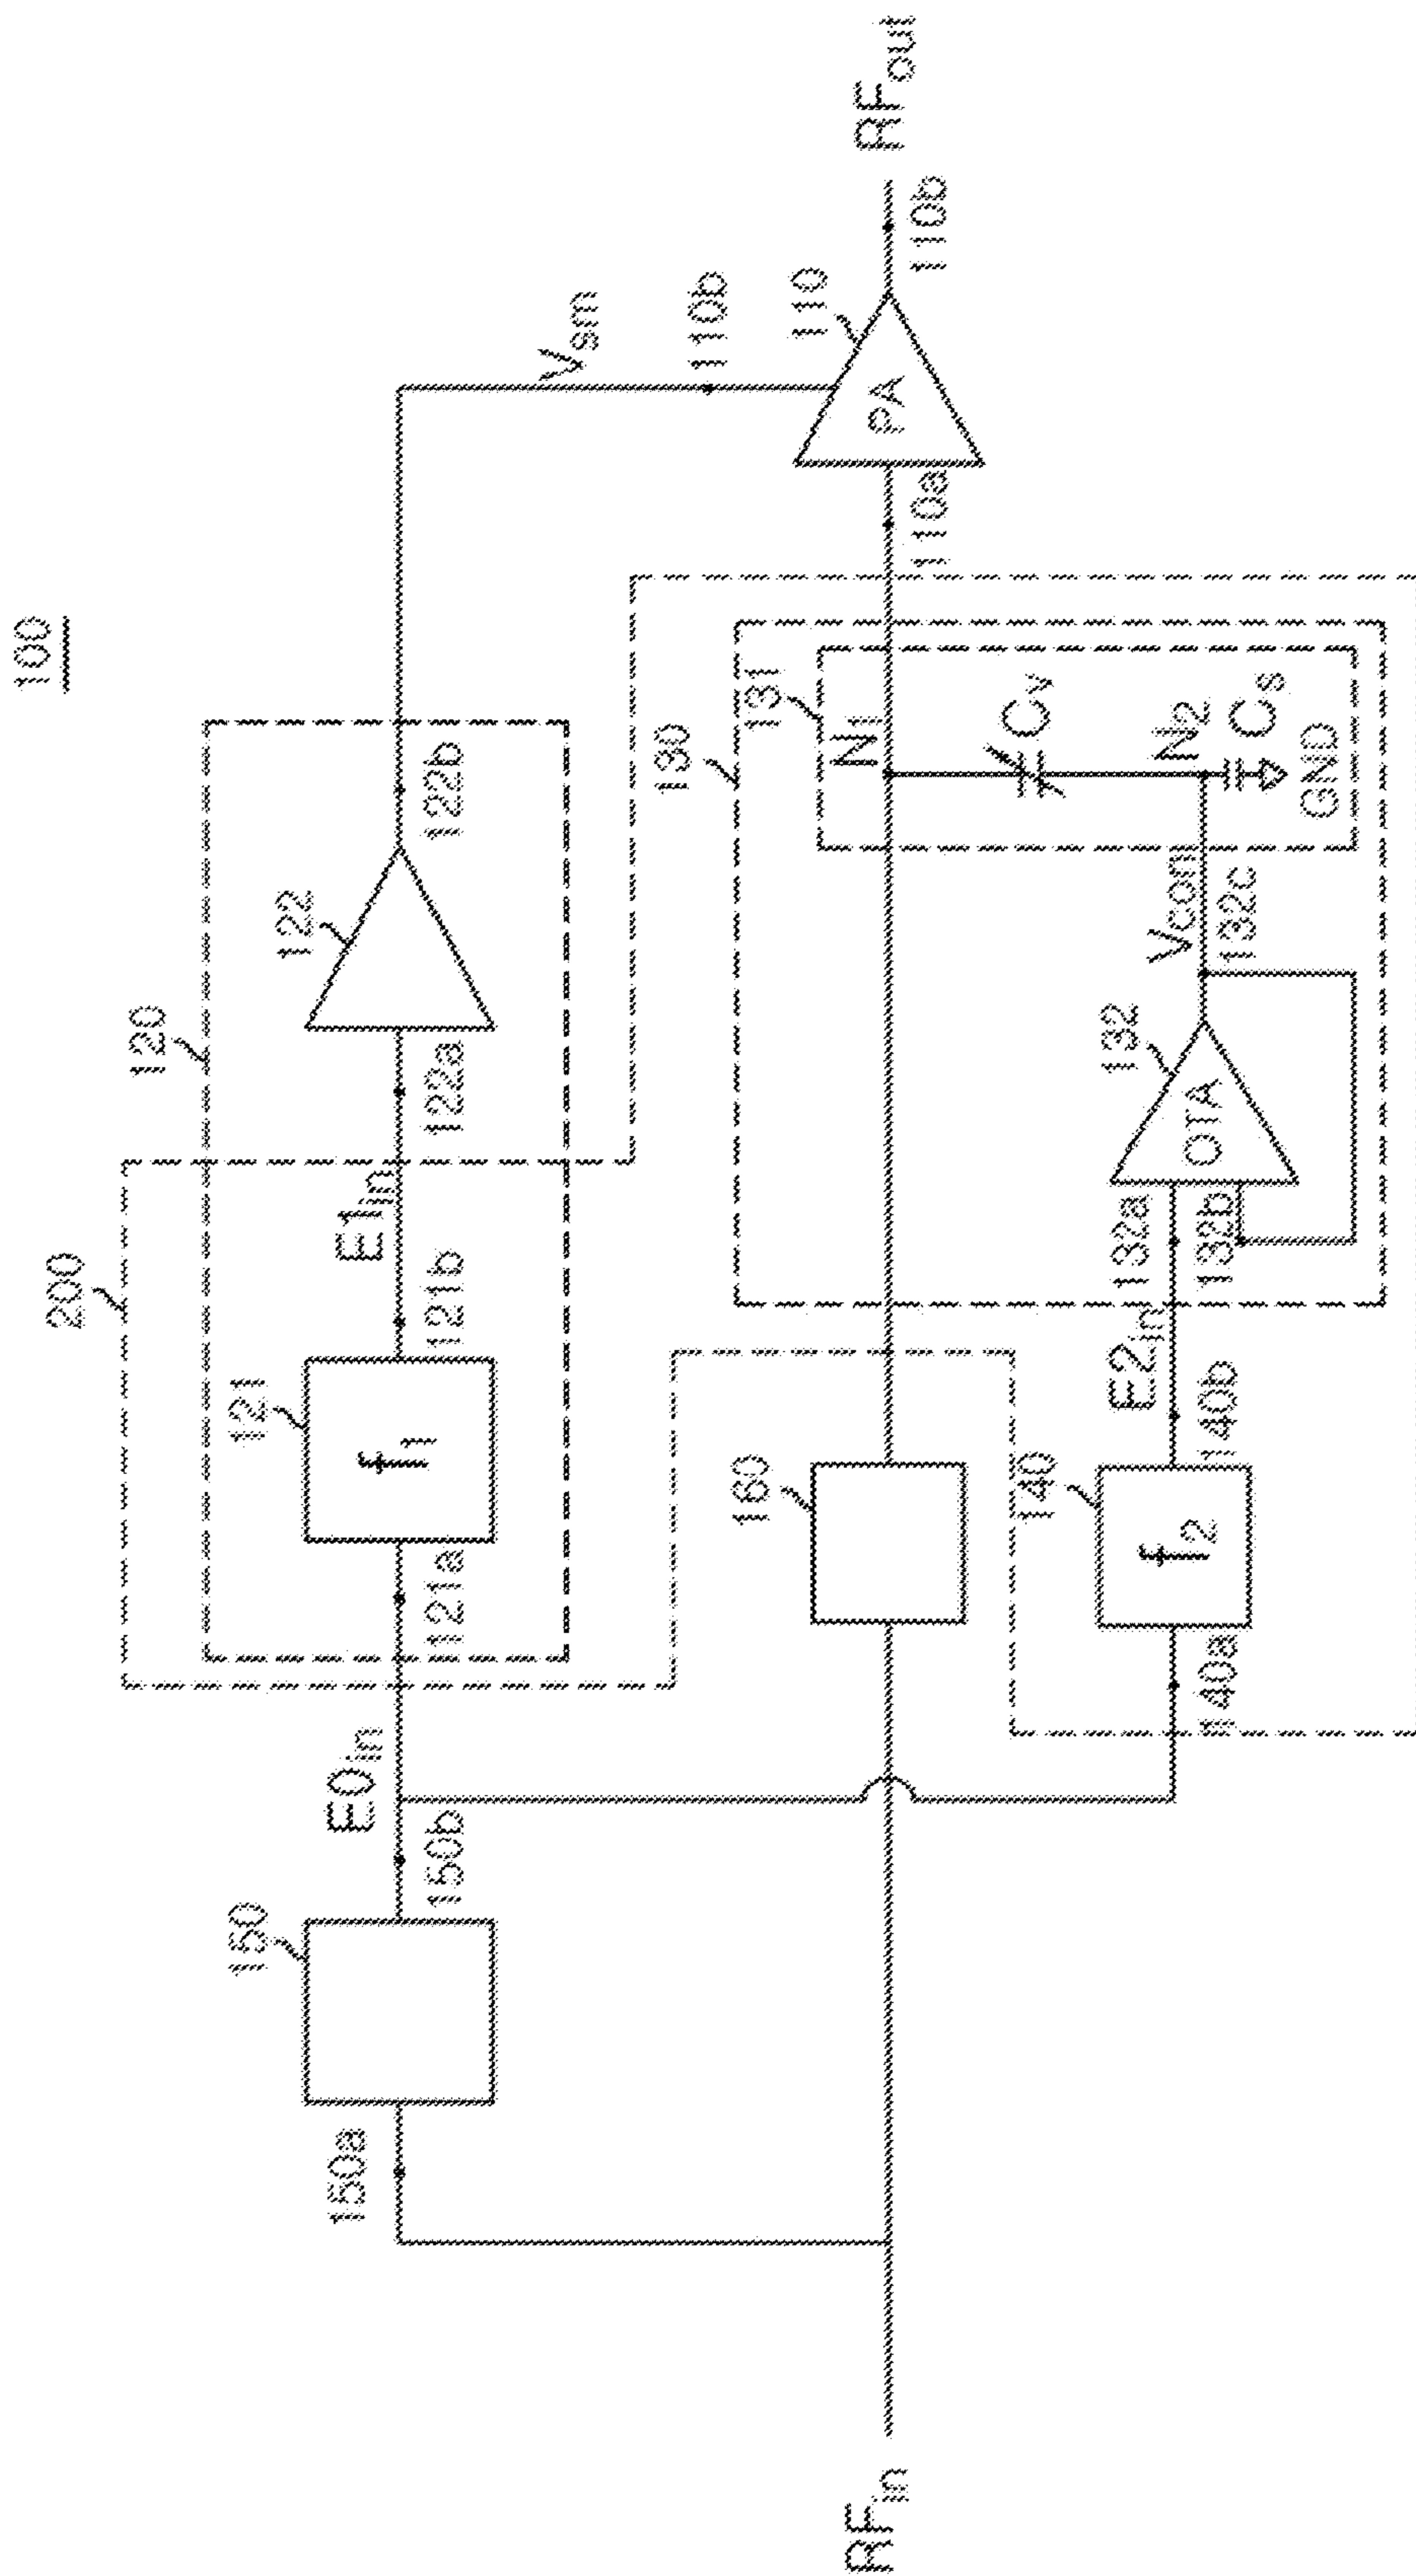 100
200
120
150
121
122
f1
150a
150b
E0in
121a
121b
E1in
122a
122b
Vsm
110b
130
131
160
N1
110
PA
110a
110b
RFin
RFout
Cv
N2
Cs
GND
140
f2
140a
140b
E2in
132
132a
132b
OTA
Vcon
132c